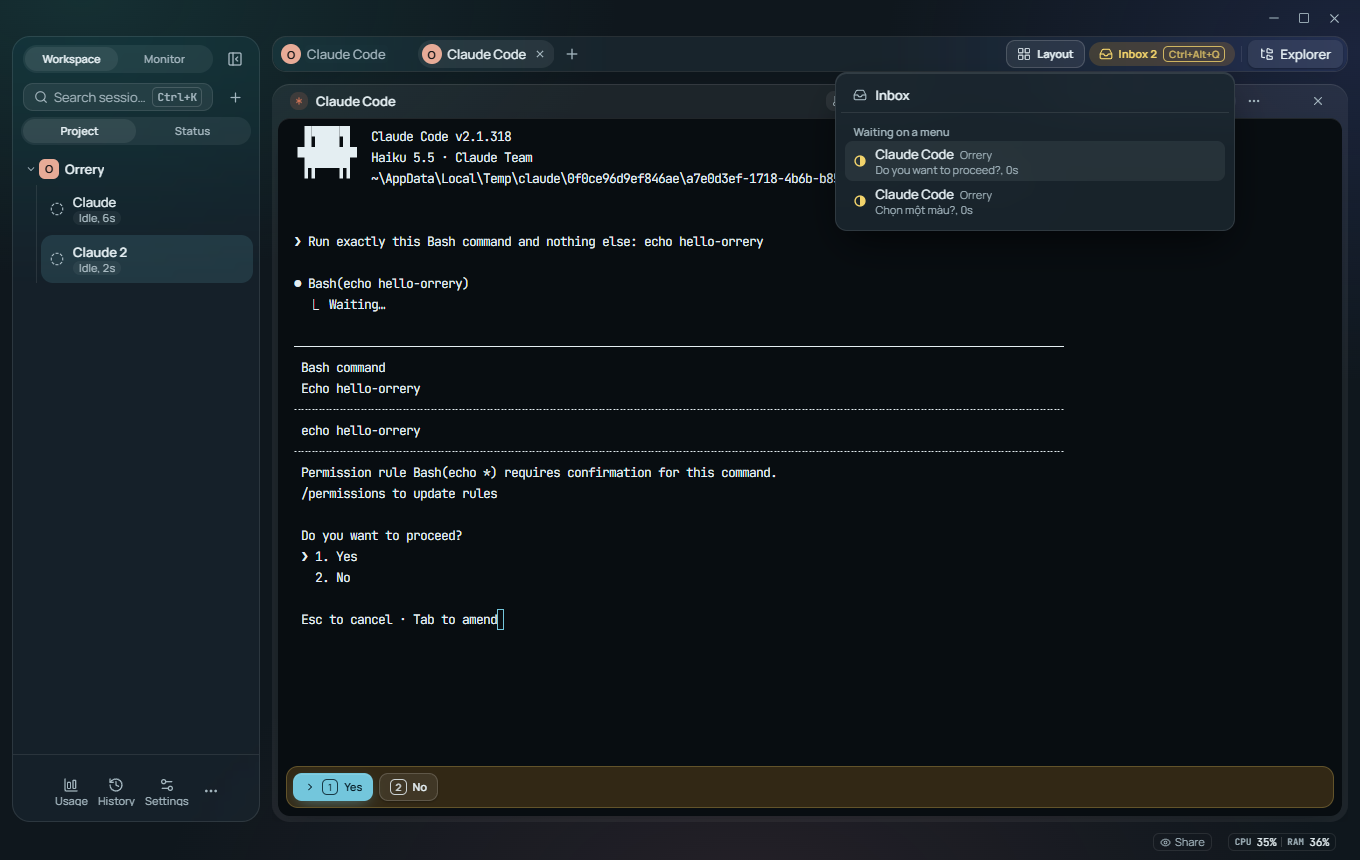 Workspace
Monitor
Search sessio...
Ctrl+K
Project
Status
O
Orrery
Claude
Idle, 6s
Claude 2
Idle, 2s
Usage
History
Settings
O
Claude Code
O
Claude Code
Layout
Inbox 2
Ctrl+Alt+Q
Explorer
Claude Code
Inbox
Waiting on a menu
Claude Code Orrery
Do you want to proceed?, 0s
Claude Code Orrery
Chọn một màu?, 0s
Claude Code v2.1.318
Haiku 5.5 · Claude Team
~\AppData\Local\Temp\claude\0f0ce96d9ef846ae\a7e0d3ef-1718-4b6b-b8
❯ Run exactly this Bash command and nothing else: echo hello-orrery
● Bash(echo hello-orrery)
Waiting…
Bash command
Echo hello-orrery
echo hello-orrery
Permission rule Bash(echo *) requires confirmation for this command.
/permissions to update rules
Do you want to proceed?
❯ 1. Yes
2. No
Esc to cancel · Tab to amend
1 Yes
2 No
Share
CPU 35%
RAM 36%